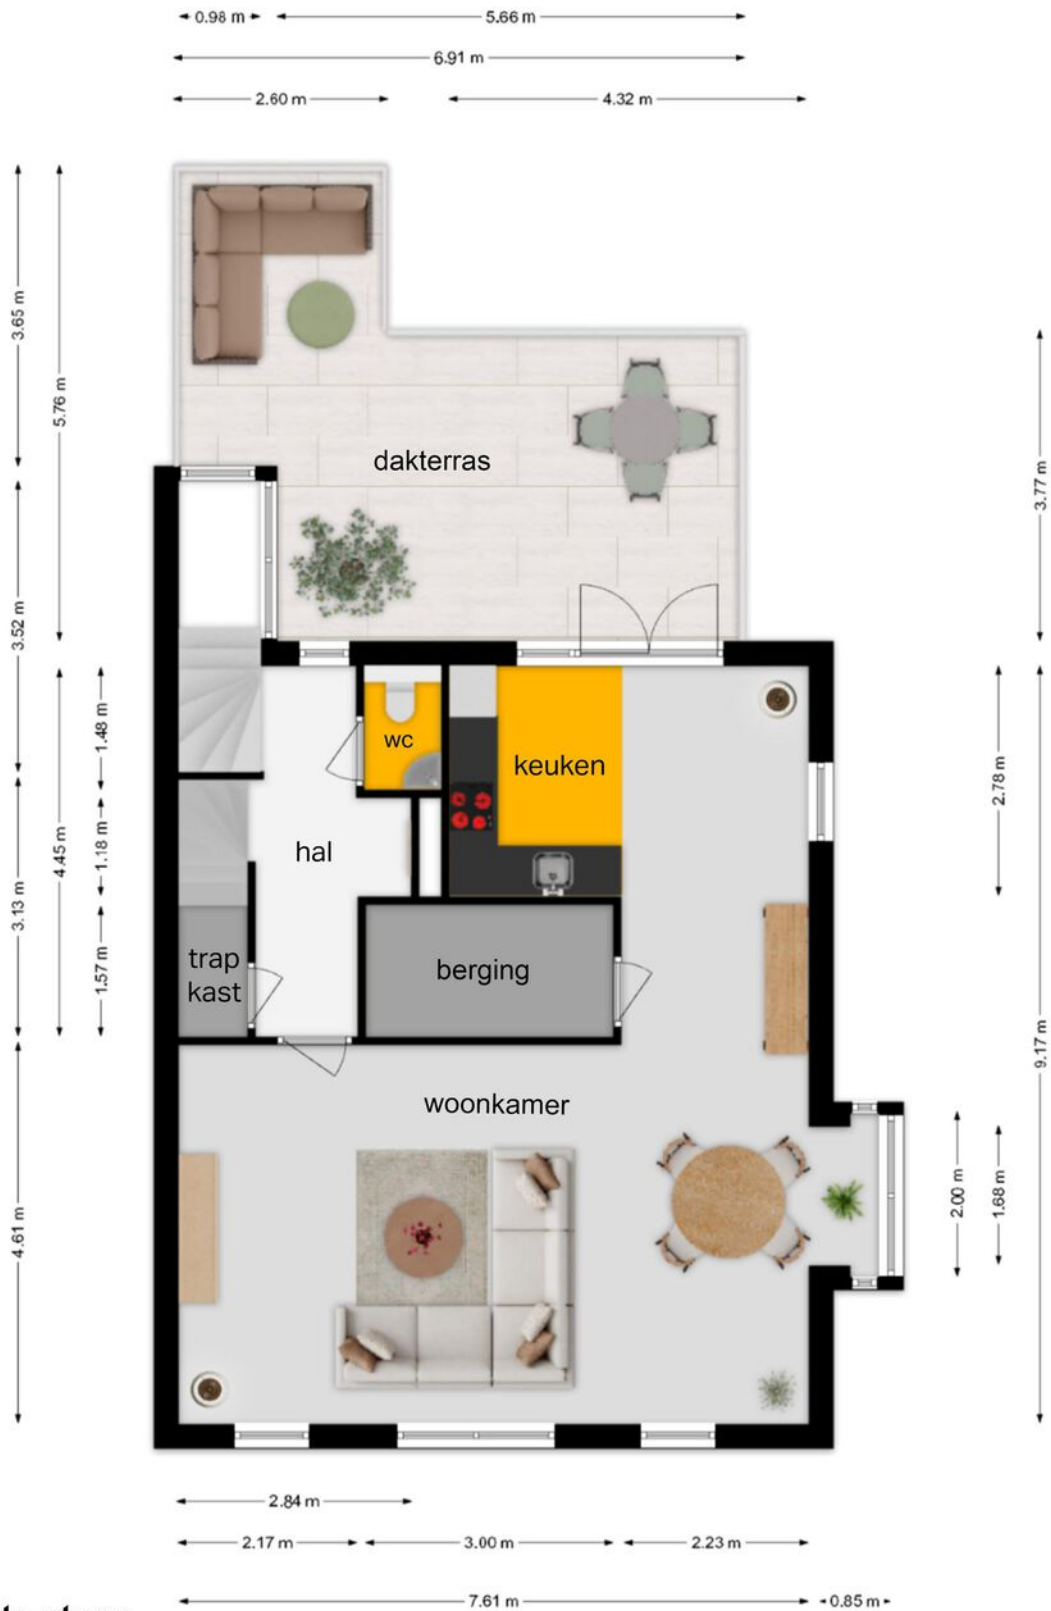 0.98 m
5.66 m
6.91 m
2.60 m
4.32 m
3.65 m
5.76 m
3.77 m
dakterras
3.52 m
1.48 m
4.45 m
wc
keuken
2.78 m
1.18 m
hal
3.13 m
1.57 m
trap
kast
berging
9.17 m
woonkamer
4.61 m
2.00 m
1.68 m
2.84 m
2.17 m
3.00 m
2.23 m
7.61 m
0.85 m